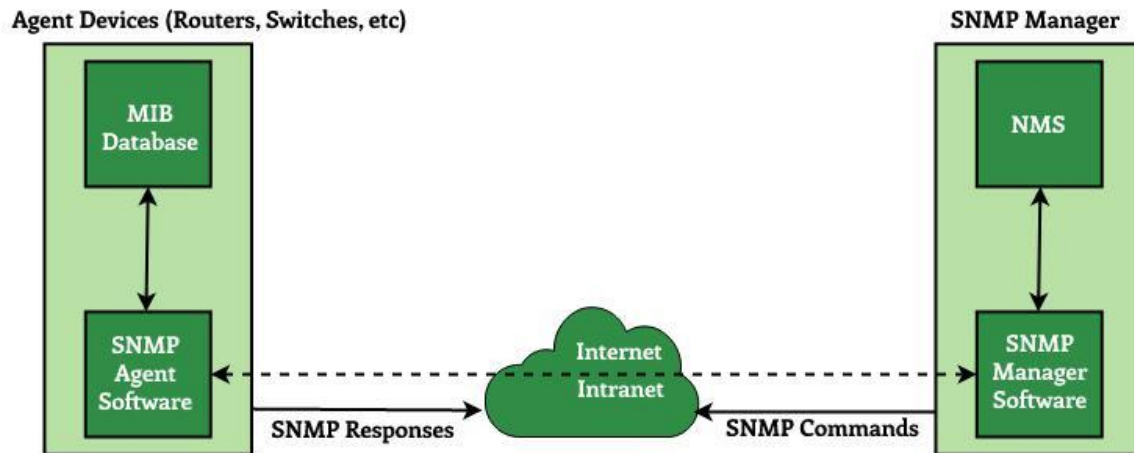 Agent Devices (Routers, Switches, etc)
SNMP Manager
MIB
Database
NMS
SNMP
Agent
Software
Internet
Intranet
SNMP
Manager
Software
SNMP Responses
SNMP Commands